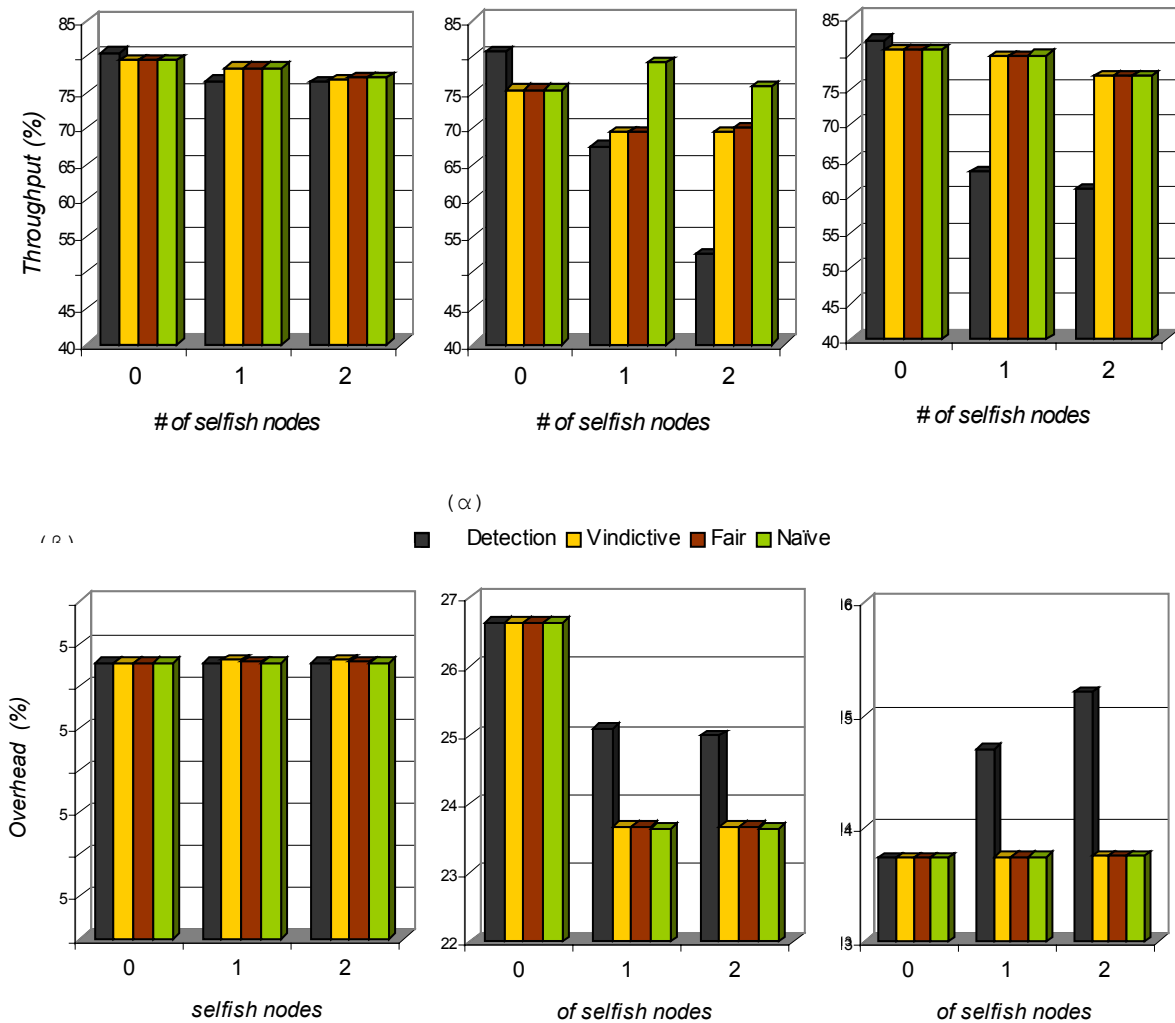 Throughput (%)
85
75
70
65
60
55
45
40
0 1 2
# of selfish nodes
85
75
70
65
60
55
45
40
0 1 2
# of selfish nodes
85
75
70
65
60
55
50
45
40
0 1 2
# of selfish nodes
(α)
Detection Vindictive Fair Naïve
Overhead (%)
5
5
5
5
0 1 2
selfish nodes
27
26
25
24
23
22
0 1 2
of selfish nodes
6
5
4
3
0 1 2
of selfish nodes